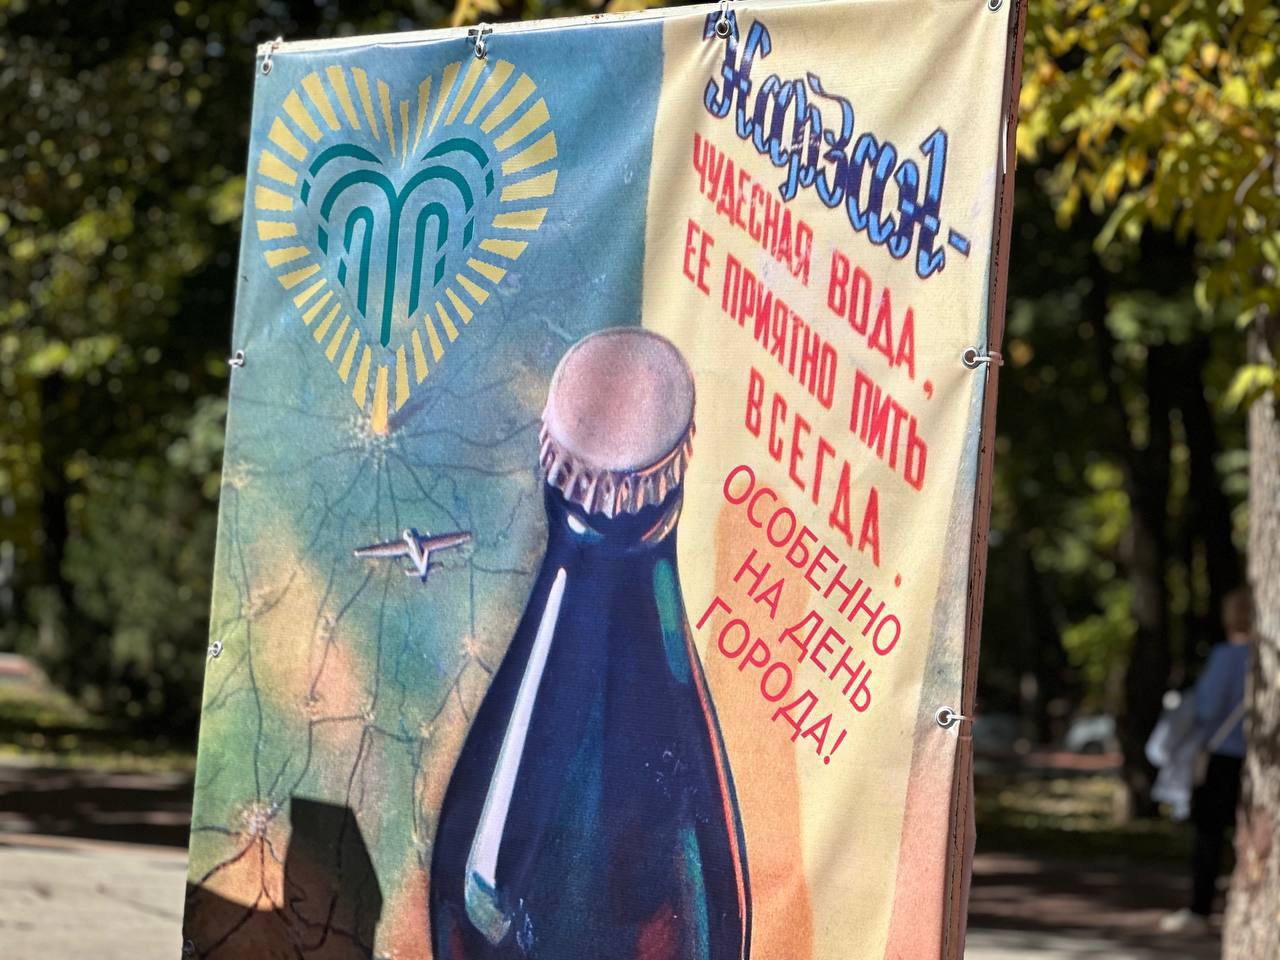 Нарзан-
ЧУДЕСНАЯ ВОДА,
ЕЕ ПРИЯТНО ПИТЬ
ВСЕГДА.
ОСОБЕННО
НА ДЕНЬ
ГОРОДА!